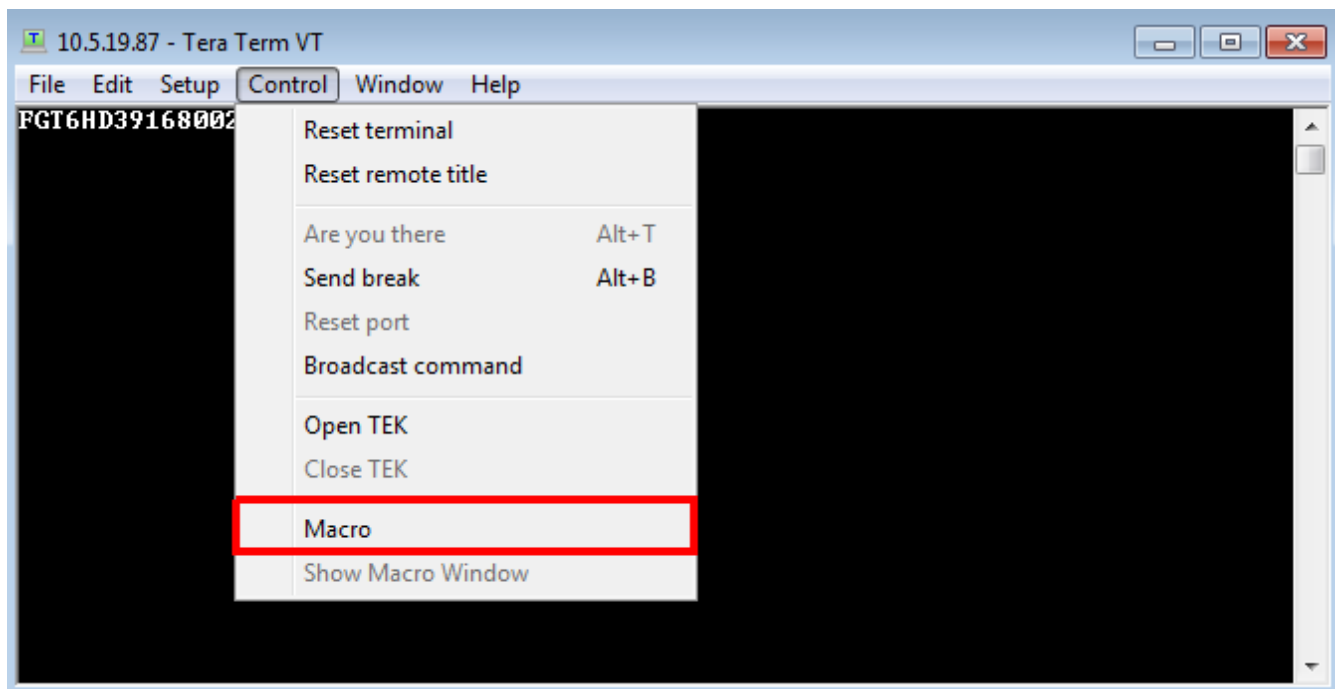 10.5.19.87 - Tera Term VT
File Edit Setup Control Window Help
FGT6HD39168002
Reset terminal
Reset remote title
Are you there Alt+T
Send break Alt+B
Reset port
Broadcast command
Open TEK
Close TEK
Macro
Show Macro Window